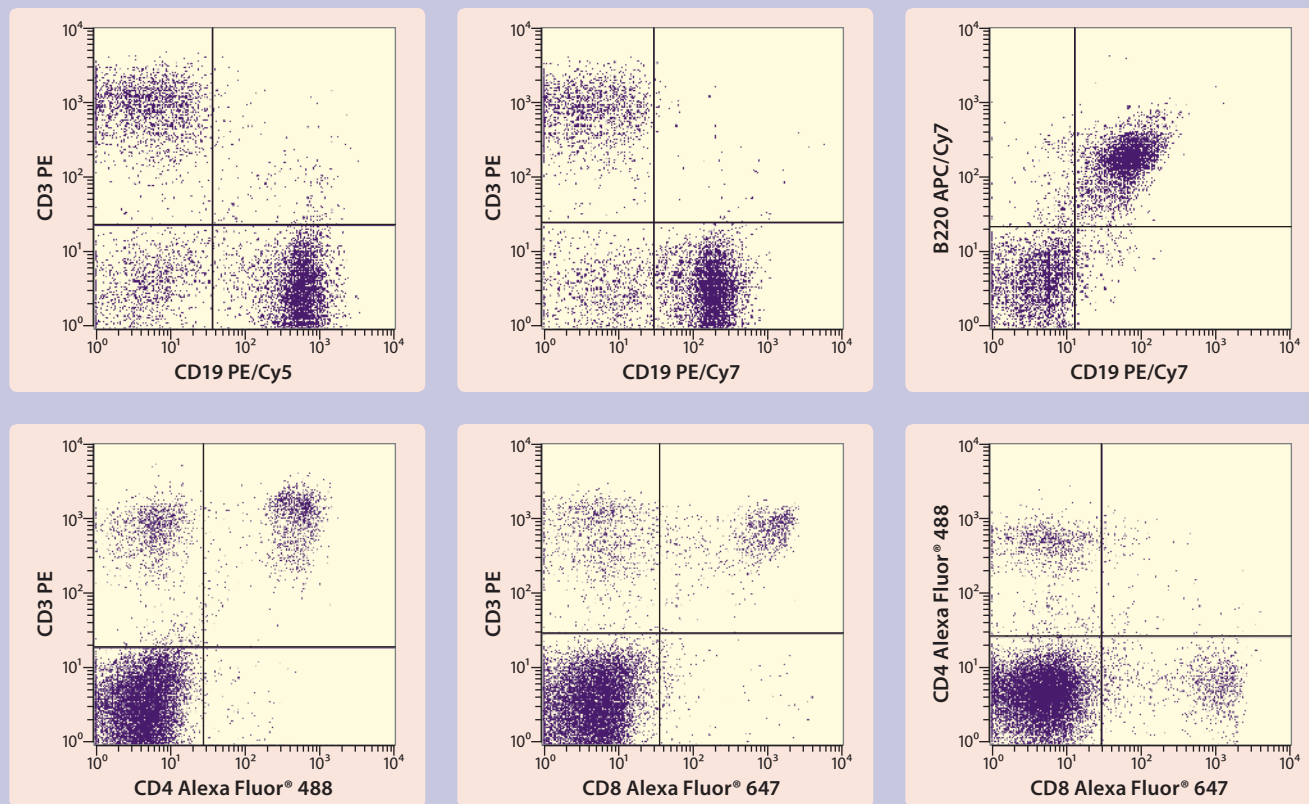 10⁴
10³
10²
10¹
10⁰
CD3 PE
10⁰ 10¹ 10² 10³ 10⁴
CD19 PE/Cy5
10⁴
10³
10²
10¹
10⁰
CD3 PE
10⁰ 10¹ 10² 10³ 10⁴
CD19 PE/Cy7
10⁴
10³
10²
10¹
10⁰
B220 APC/Cy7
10⁰ 10¹ 10² 10³ 10⁴
CD19 PE/Cy7
10⁴
10³
10²
10¹
10⁰
CD3 PE
10⁰ 10¹ 10² 10³ 10⁴
CD4 Alexa Fluor® 488
10⁴
10³
10²
10¹
10⁰
CD3 PE
10⁰ 10¹ 10² 10³ 10⁴
CD8 Alexa Fluor® 647
10⁴
10³
10²
10¹
10⁰
CD4 Alexa Fluor® 488
10⁰ 10¹ 10² 10³ 10⁴
CD8 Alexa Fluor® 647